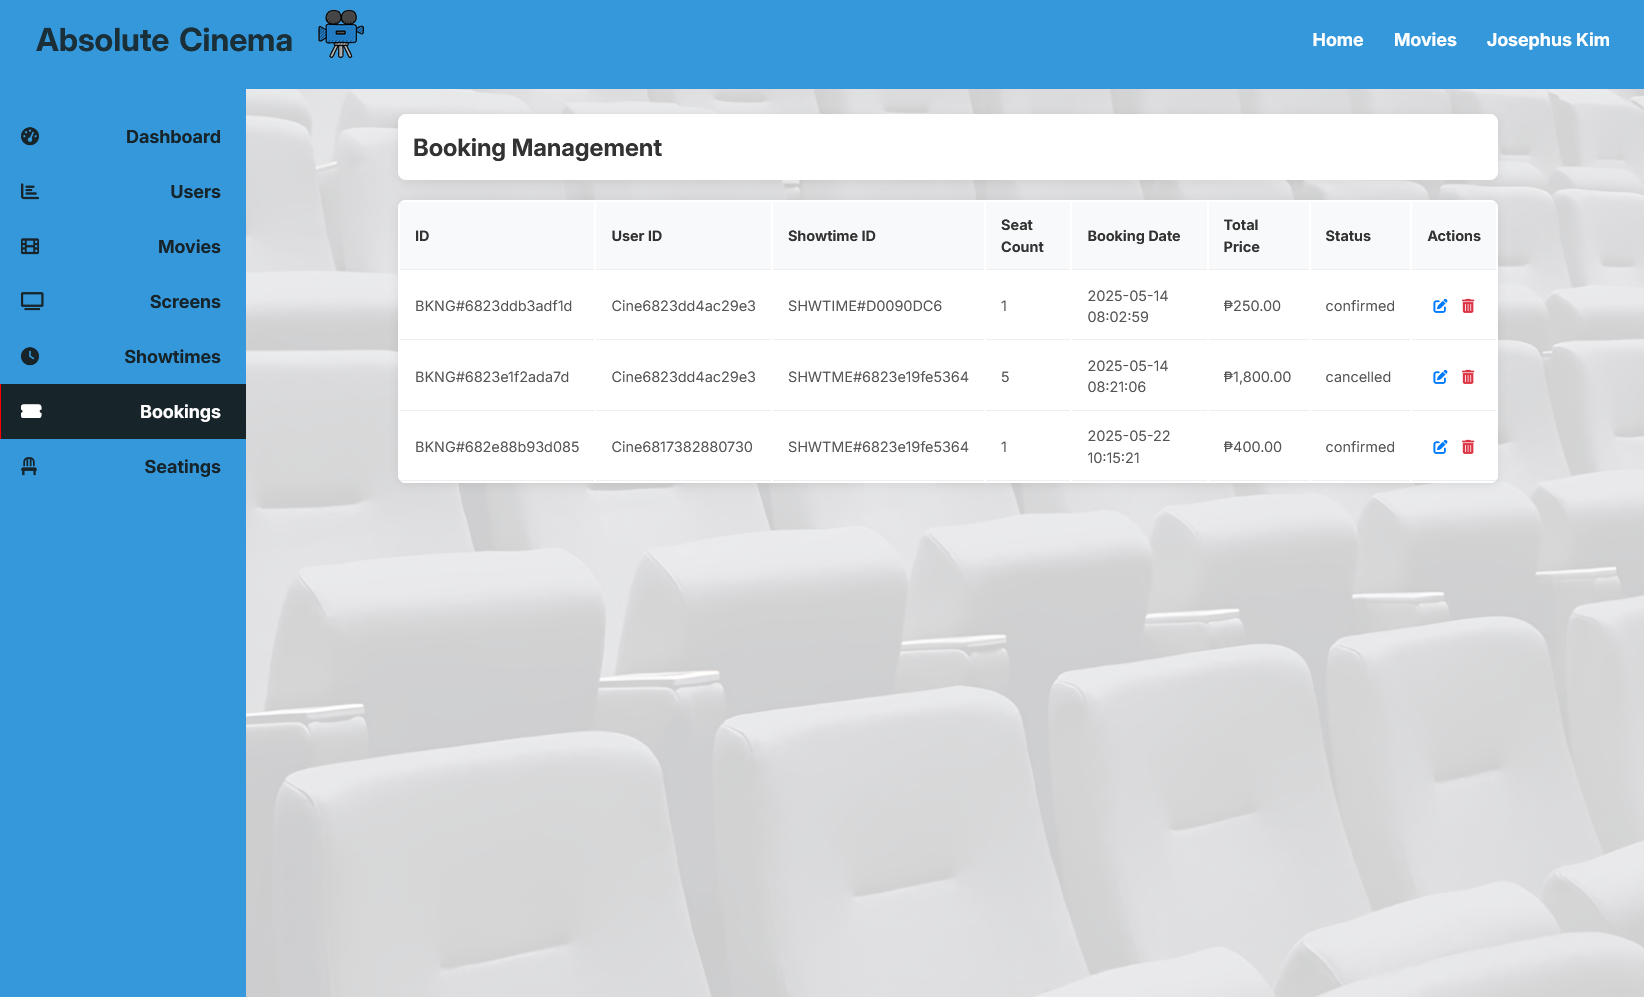 Absolute Cinema
Home Movies Josephus Kim
Dashboard
Users
Movies
Screens
Showtimes
Bookings
Seatings
Booking Management
ID User ID Showtime ID Seat Count Booking Date Total Price Status Actions
BKNG#6823ddb3adf1d Cine6823dd4ac29e3 SHWTIME#D0090DC6 1 2025-05-14 08:02:59 ₱250.00 confirmed
BKNG#6823e1f2ada7d Cine6823dd4ac29e3 SHWTME#6823e19fe5364 5 2025-05-14 08:21:06 ₱1,800.00 cancelled
BKNG#682e88b93d085 Cine6817382880730 SHWTME#6823e19fe5364 1 2025-05-22 10:15:21 ₱400.00 confirmed